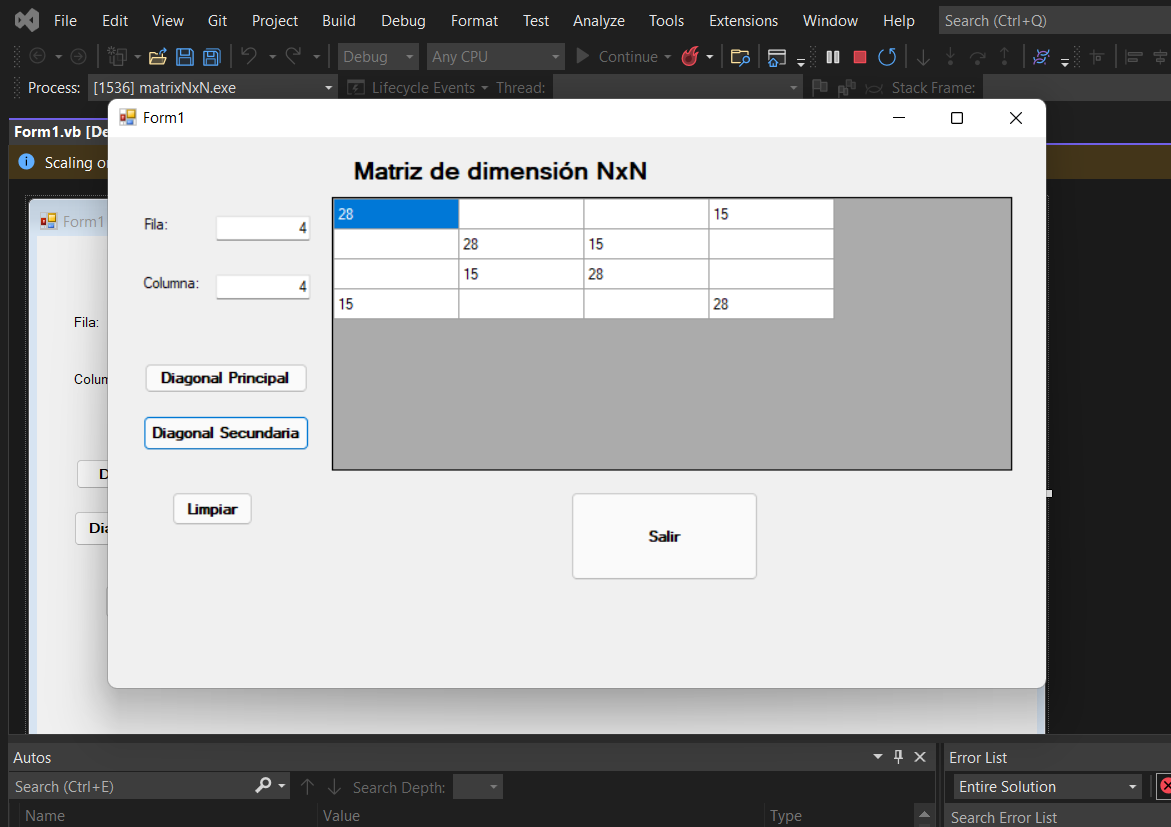 File Edit View Git Project Build Debug Format Test Analyze Tools Extensions Window Help Search (Ctrl+Q)
Debug Any CPU Continue
Process: [1536] matrixNxN.exe Lifecycle Events Thread: Stack Frame:
Form1.vb [De
Scaling on
Form1
Fila:
Colum
D
Dia
Form1
Matriz de dimensión NxN
Fila: 4
Columna: 4
28 15
28 15
15 28
15 28
Diagonal Principal
Diagonal Secundaria
Limpiar
Salir
Autos
Search (Ctrl+E) Search Depth:
Name Value Type
Error List
Entire Solution
Search Error List